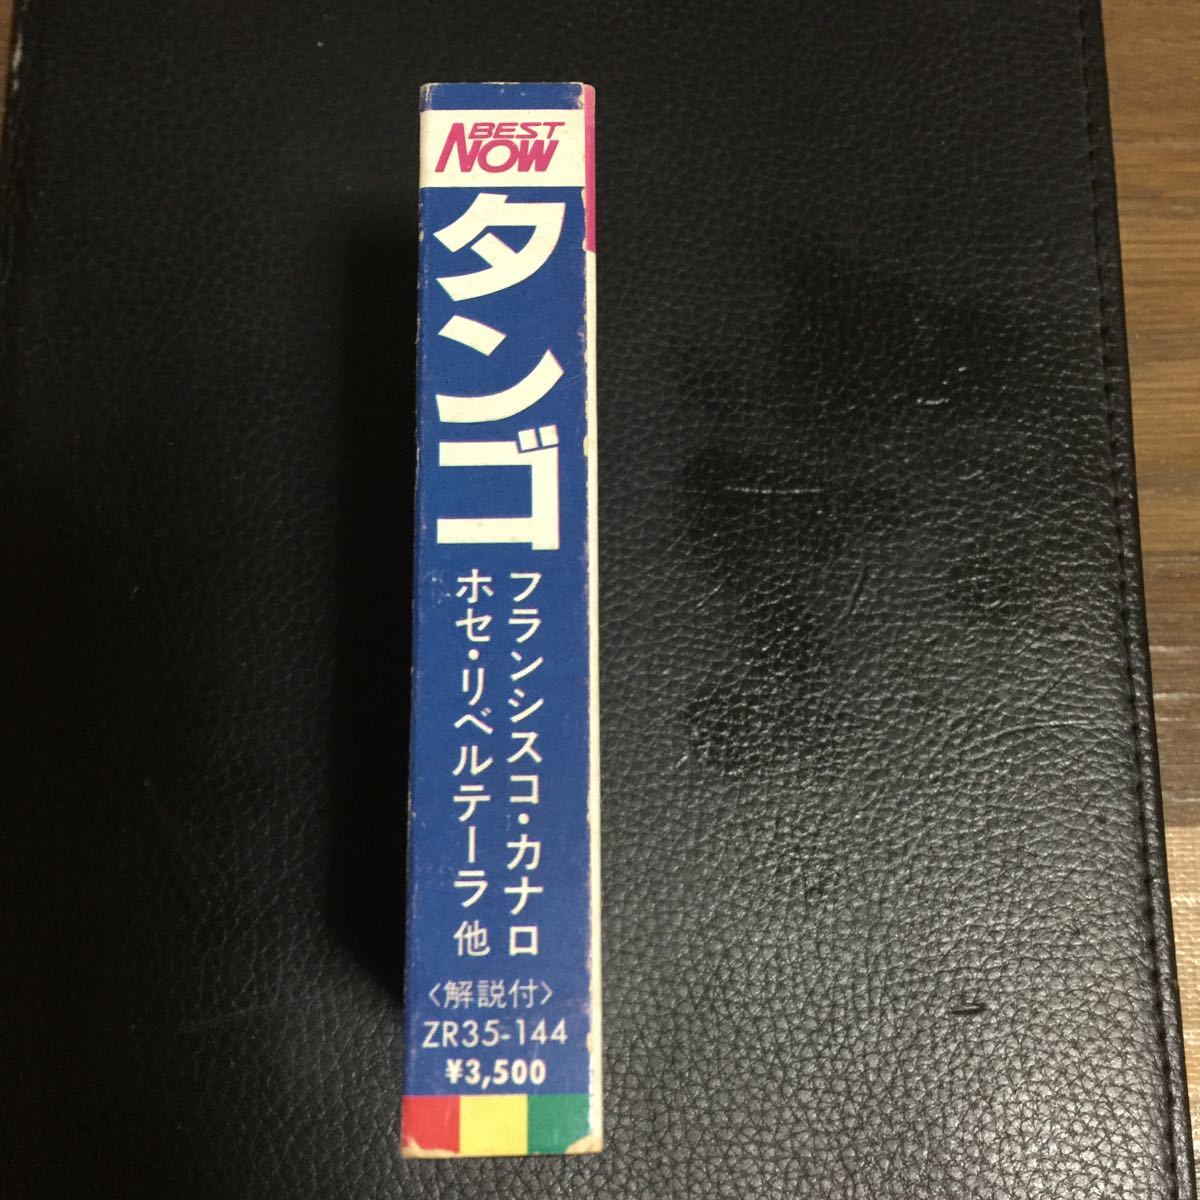 BEST
NOW
タンゴ
フランシスコ・カナロ
ホセ・リベルテーラ 他
〈解説付〉
ZR35-144
¥3,500